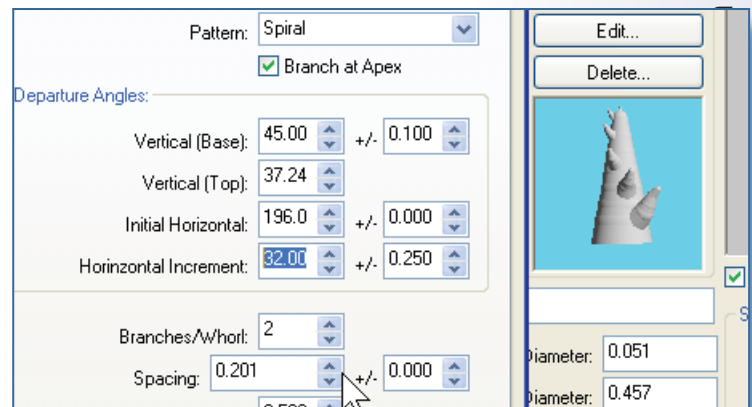 Pattern: Spiral
Branch at Apex
Departure Angles:
Vertical (Base): 45.00 +/- 0.100
Vertical (Top): 37.24
Initial Horizontal: 196.0 +/- 0.000
Horinzontal Increment: 32.00 +/- 0.250
Branches/Whorl: 2
Spacing: 0.201 +/- 0.000
Edit...
Delete...
Diameter: 0.051
Diameter: 0.457